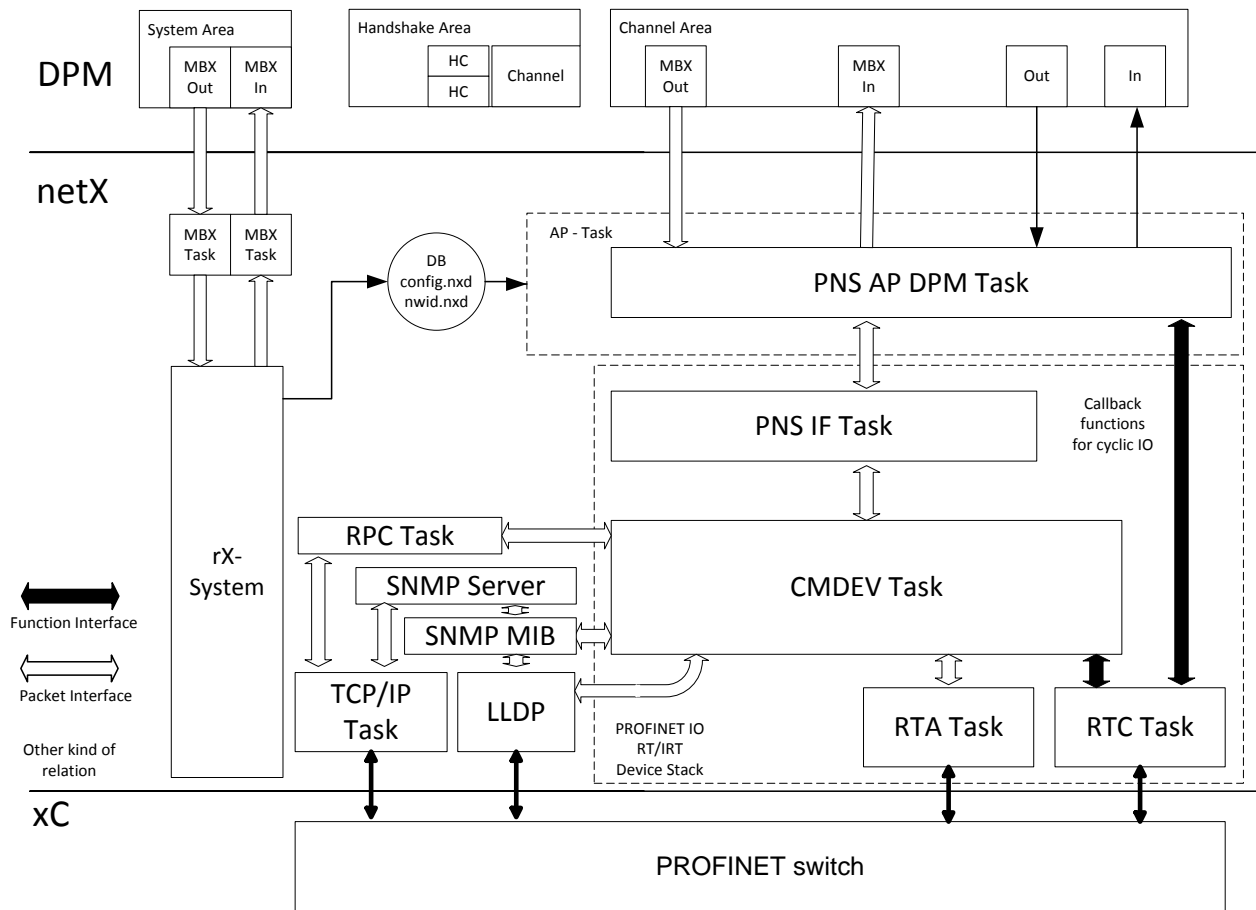 System Area
Handshake Area
Channel Area
DPM
MBX
Out
MBX
In
HC
HC
Channel
MBX
Out
MBX
In
Out
In
netX
MBX
Task
MBX
Task
DB
config.nxd
nwid.nxd
AP - Task
PNS AP DPM Task
PNS IF Task
Callback
functions
for cyclic IO
rX-
System
RPC Task
SNMP Server
SNMP MIB
CMDEV Task
Function Interface
Packet Interface
Other kind of
relation
TCP/IP
Task
LLDP
PROFINET IO
RT/IRT
Device Stack
RTA Task
RTC Task
xC
PROFINET switch